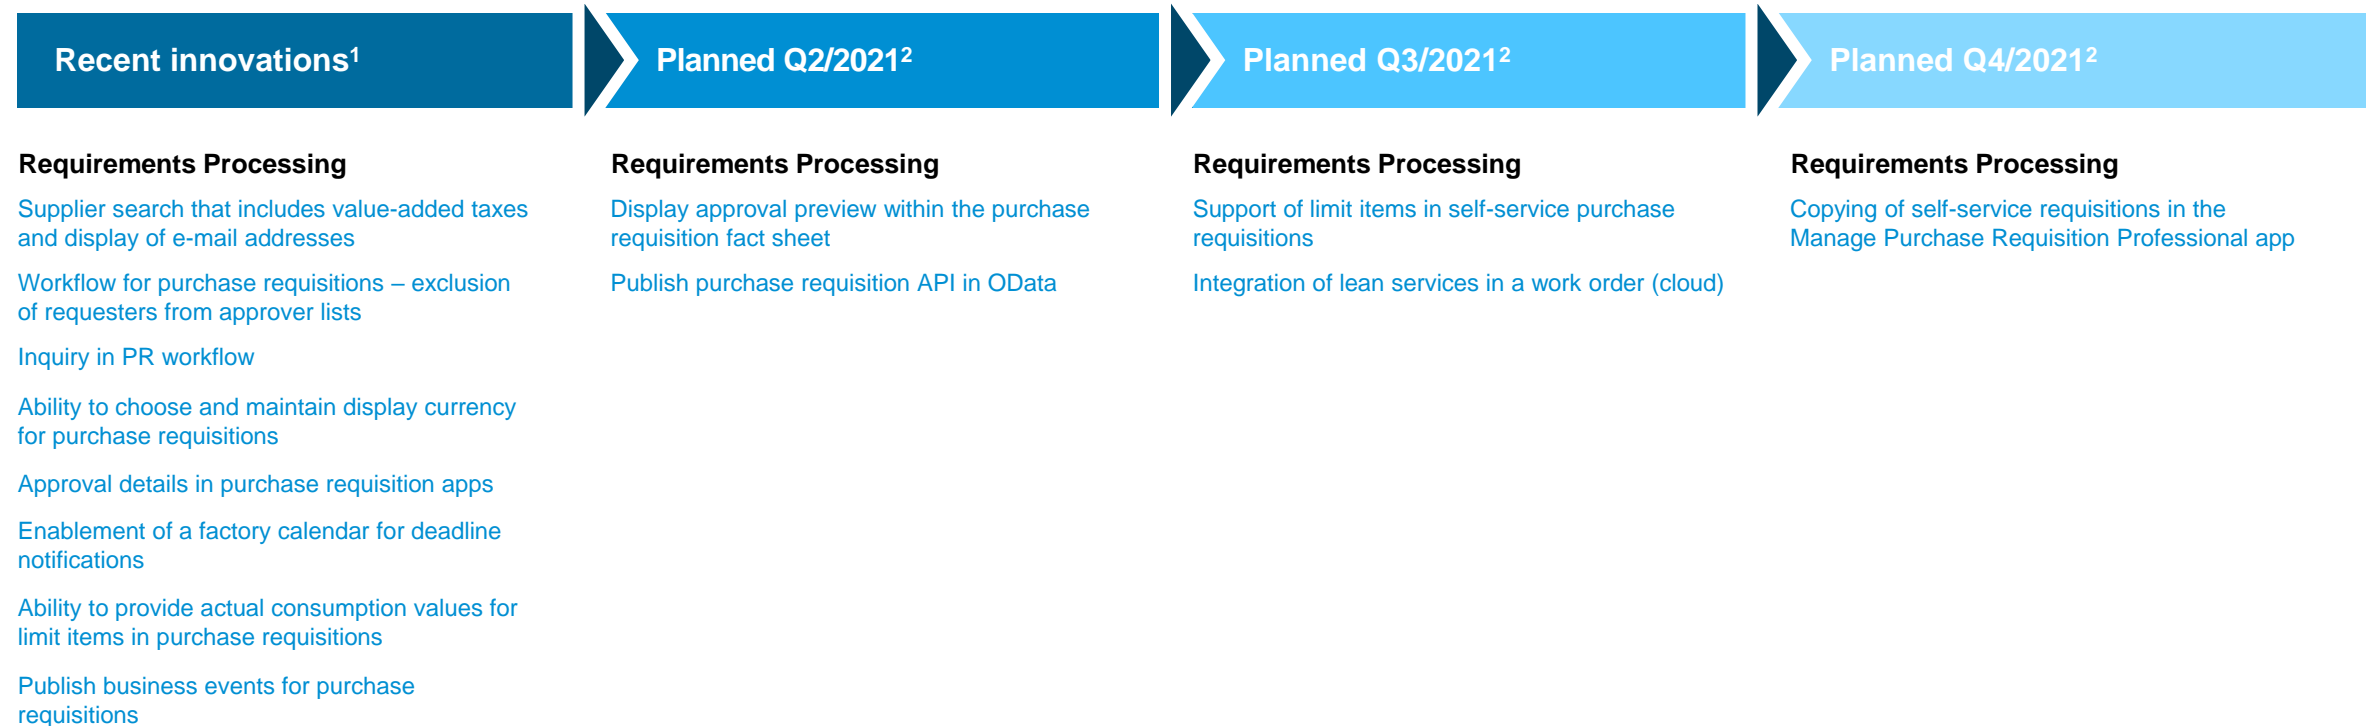 Recent innovations¹
Planned Q2/2021²
Planned Q3/2021²
Planned Q4/2021²
Requirements Processing
Supplier search that includes value-added taxes
and display of e-mail addresses
Workflow for purchase requisitions – exclusion
of requesters from approver lists
Inquiry in PR workflow
Ability to choose and maintain display currency
for purchase requisitions
Approval details in purchase requisition apps
Enablement of a factory calendar for deadline
notifications
Ability to provide actual consumption values for
limit items in purchase requisitions
Publish business events for purchase
requisitions
Requirements Processing
Display approval preview within the purchase
requisition fact sheet
Publish purchase requisition API in OData
Requirements Processing
Support of limit items in self-service purchase
requisitions
Integration of lean services in a work order (cloud)
Requirements Processing
Copying of self-service requisitions in the
Manage Purchase Requisition Professional app